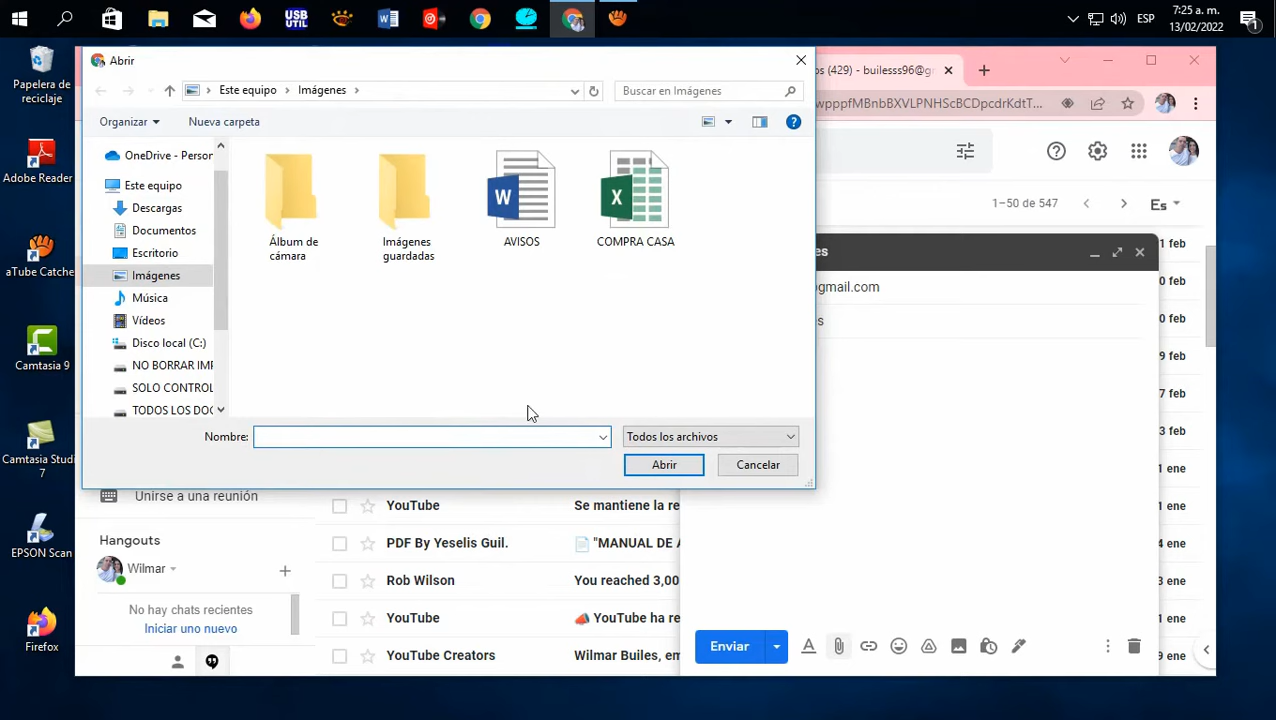 USB
UTIL
ESP
7:25 a. m.
13/02/2022
1
Papelera de
reciclaje
Adobe Reader
aTube Catche
Camtasia 9
Camtasia Studi
7
EPSON Scan
Firefox
Abrir
os (429) - builesss96@g
Este equipo
Imágenes
Buscar en Imágenes
wpppfMBnbBXVLPNHScBCDpcdrKdtT...
Organizar
Nueva carpeta
OneDrive - Person
Este equipo
Descargas
Documentos
Escritorio
Imágenes
Música
Vídeos
Disco local (C:)
NO BORRAR IMP
SOLO CONTROL
TODOS LOS DOC
Álbum de
cámara
Imágenes
guardadas
W
AVISOS
X
COMPRA CASA
Nombre:
Todos los archivos
Abrir
Cancelar
1–50 de 547
Es
es
@gmail.com
es
1 feb
0 feb
0 feb
9 feb
7 feb
3 feb
1 ene
1 ene
4 ene
3 ene
1 ene
9 ene
Unirse a una reunión
Hangouts
Wilmar
No hay chats recientes
Iniciar uno nuevo
YouTube
Se mantiene la re
PDF By Yeselis Guil.
"MANUAL DE A
Rob Wilson
You reached 3,00
YouTube
YouTube ha re
YouTube Creators
Wilmar Builes, em
Enviar